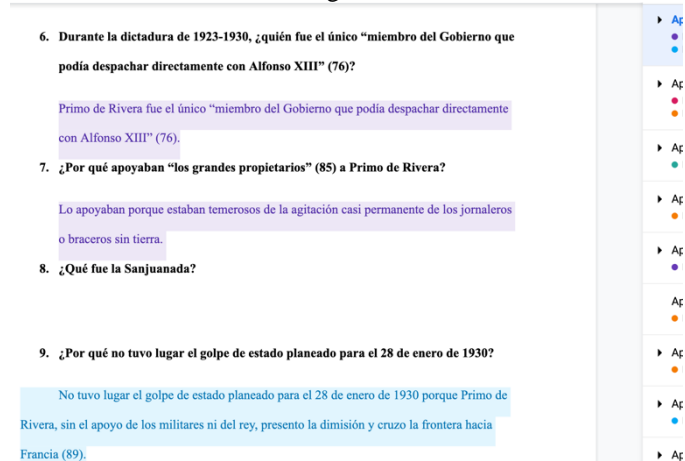 6. Durante la dictadura de 1923-1930, ¿quién fue el único “miembro del Gobierno que
podía despachar directamente con Alfonso XIII” (76)?
Primo de Rivera fue el único “miembro del Gobierno que podía despachar directamente
con Alfonso XIII” (76).
7. ¿Por qué apoyaban “los grandes propietarios” (85) a Primo de Rivera?
Lo apoyaban porque estaban temerosos de la agitación casi permanente de los jornaleros
o braceros sin tierra.
8. ¿Qué fue la Sanjuanada?
9. ¿Por qué no tuvo lugar el golpe de estado planeado para el 28 de enero de 1930?
No tuvo lugar el golpe de estado planeado para el 28 de enero de 1930 porque Primo de
Rivera, sin el apoyo de los militares ni del rey, presento la dimisión y cruzo la frontera hacia
Francia (89).